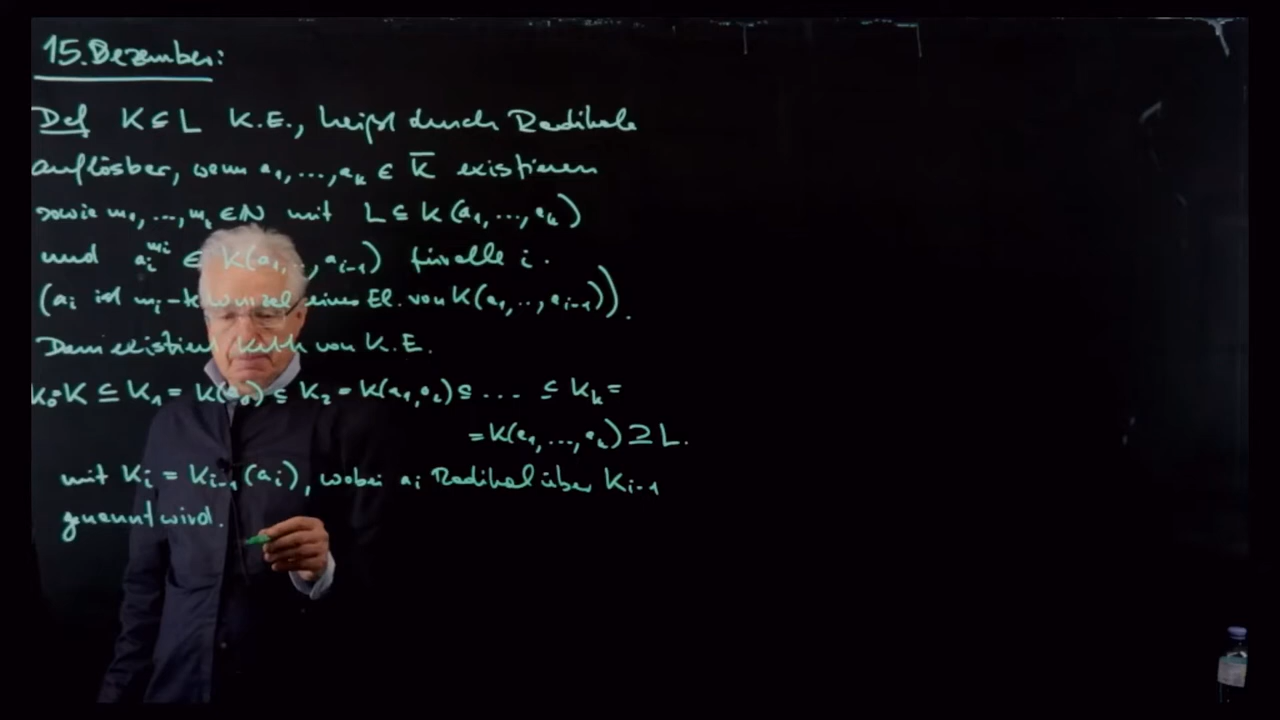 15. Dezember:
Def K ⊆ L K.E., heißt durch Radikale
auflösbar, wenn a₁, ..., aₖ ∈ K̅ existieren
sowie m₁, ..., mₖ ∈ ℕ mit L ⊆ K(a₁, ..., aₖ)
und aᵢ^mᵢ ∈ K(a₁, .., aᵢ₋₁) für alle i.
(aᵢ ist mᵢ-te Wurzel eines El. von K(a₁, .., aᵢ₋₁)).
Dann existiert Kette von K.E.
K₀=K ⊆ K₁ = K(a₁) ⊆ K₂ = K(a₁,a₂) ⊆ .... ⊆ Kₖ =
= K(a₁, ..., aₖ) ⊇ L.
mit Kᵢ = Kᵢ₋₁(aᵢ), wobei aᵢ Radikal über Kᵢ₋₁
genannt wird.